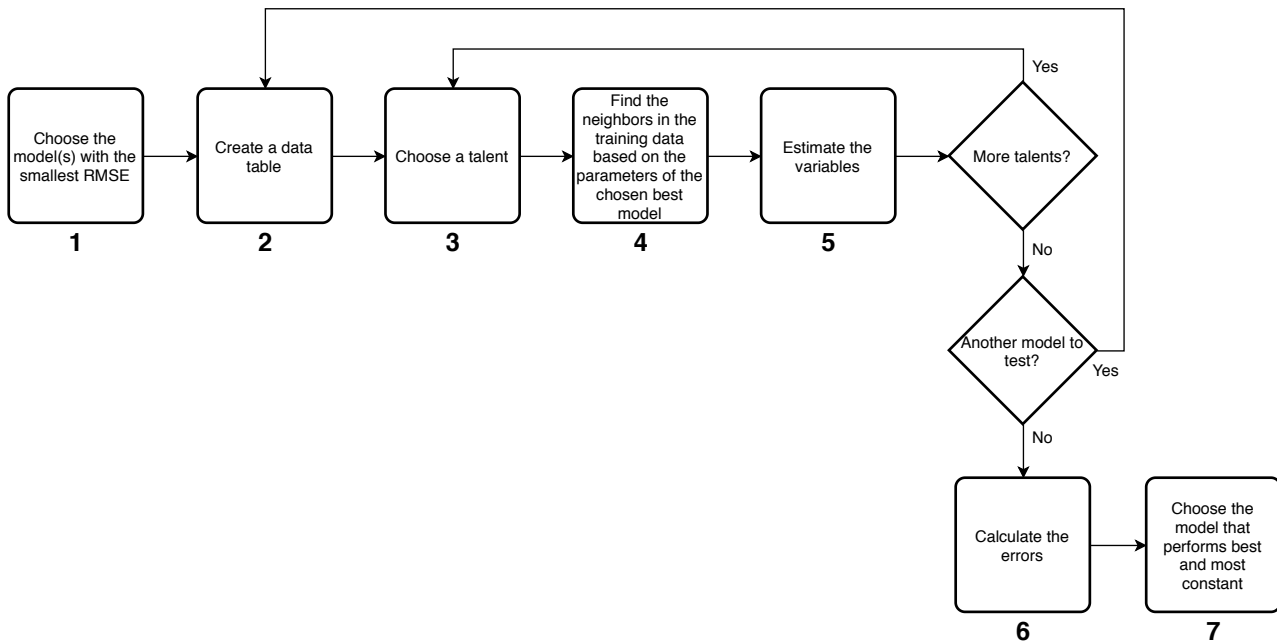 Yes
Choose the
model(s) with the
smallest RMSE
1
Create a data
table
2
Choose a talent
3
Find the
neighbors in the
training data
based on the
parameters of the
chosen best
model
4
Estimate the
variables
5
More talents?
No
Another model to
test?
Yes
No
Calculate the
errors
6
Choose the
model that
performs best
and most
constant
7